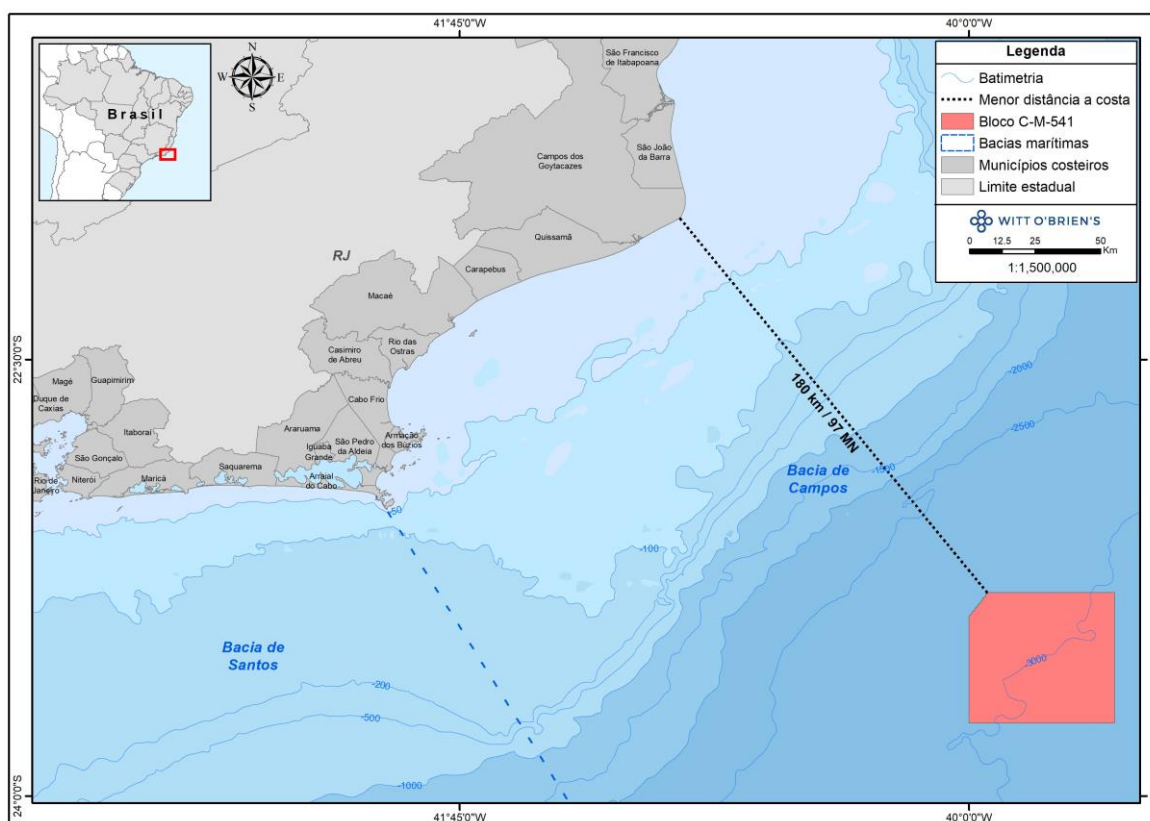 41°45'0"W
40°0'0"W
22°30'0"S
24°0'0"S
41°45'0"W
40°0'0"W
Brasil
N
W
E
S
São Francisco
de Itabapoana
São João
da Barra
Campos dos
Goytacazes
Quissamã
Carapebus
RJ
Macaé
Rio das
Ostras
Casimiro
de Abreu
Cabo Frio
Magé
Guapimirim
Duque de
Caxias
Itaboraí
Araruama
Armação
dos Búzios
Iguaba
Grande
São Pedro
da Aldeia
São Gonçalo
Saquarema
Rio de
Janeiro
Niterói
Maricá
Arraial
do Cabo
-50
-100
-1500
-2000
-2500
-3000
-200
-500
-1000
180 km / 97 MN
Bacia de
Campos
Bacia de
Santos
Legenda
Batimetria
Menor distância a costa
Bloco C-M-541
Bacias marítimas
Municípios costeiros
Limite estadual
WITT O'BRIEN'S
0 12.5 25 50
Km
1:1,500,000